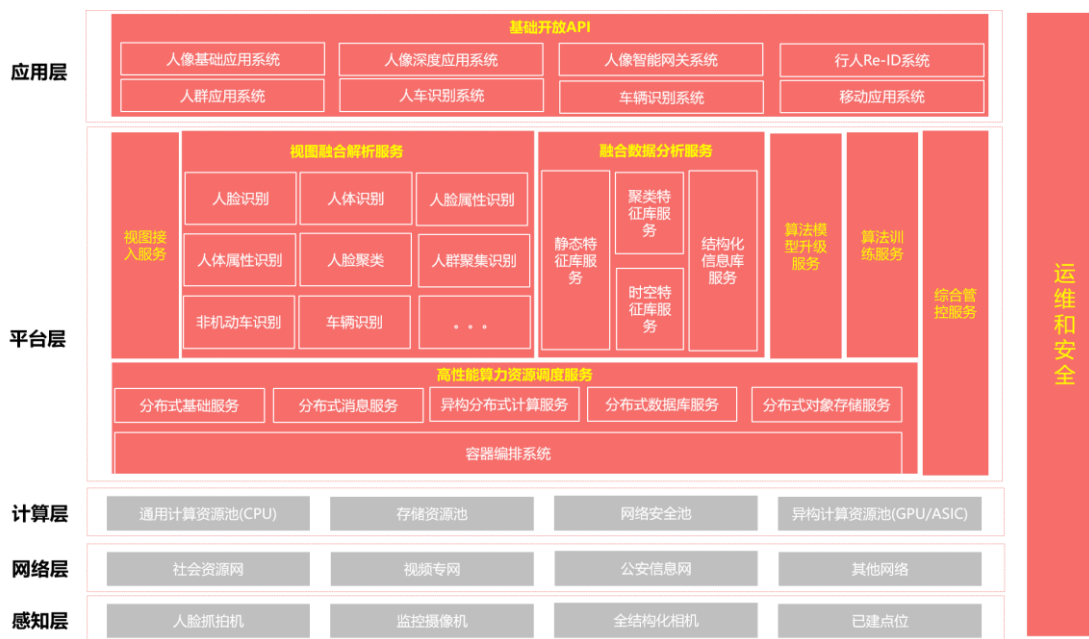 基础开放API
应用层
人像基础应用系统
人像深度应用系统
人像智能网关系统
行人Re-ID系统
人群应用系统
人车识别系统
车辆识别系统
移动应用系统
平台层
视图接
入服务
视图融合解析服务
人脸识别
人体识别
人脸属性识别
人体属性识别
人脸聚类
人群聚集识别
非机动车识别
车辆识别
。。。
融合数据分析服务
静态特
征库服
务
聚类特
征库服
务
时空特
征库服
务
结构化
信息库
服务
算法模
型升级
服务
算法训
练服务
综合管
控服务
高性能算力资源调度服务
分布式基础服务
分布式消息服务
异构分布式计算服务
分布式数据库服务
分布式对象存储服务
容器编排系统
计算层
通用计算资源池(CPU)
存储资源池
网络安全池
异构计算资源池(GPU/ASIC)
网络层
社会资源网
视频专网
公安信息网
其他网络
感知层
人脸抓拍机
监控摄像机
全结构化相机
已建点位
运
维
和
安
全